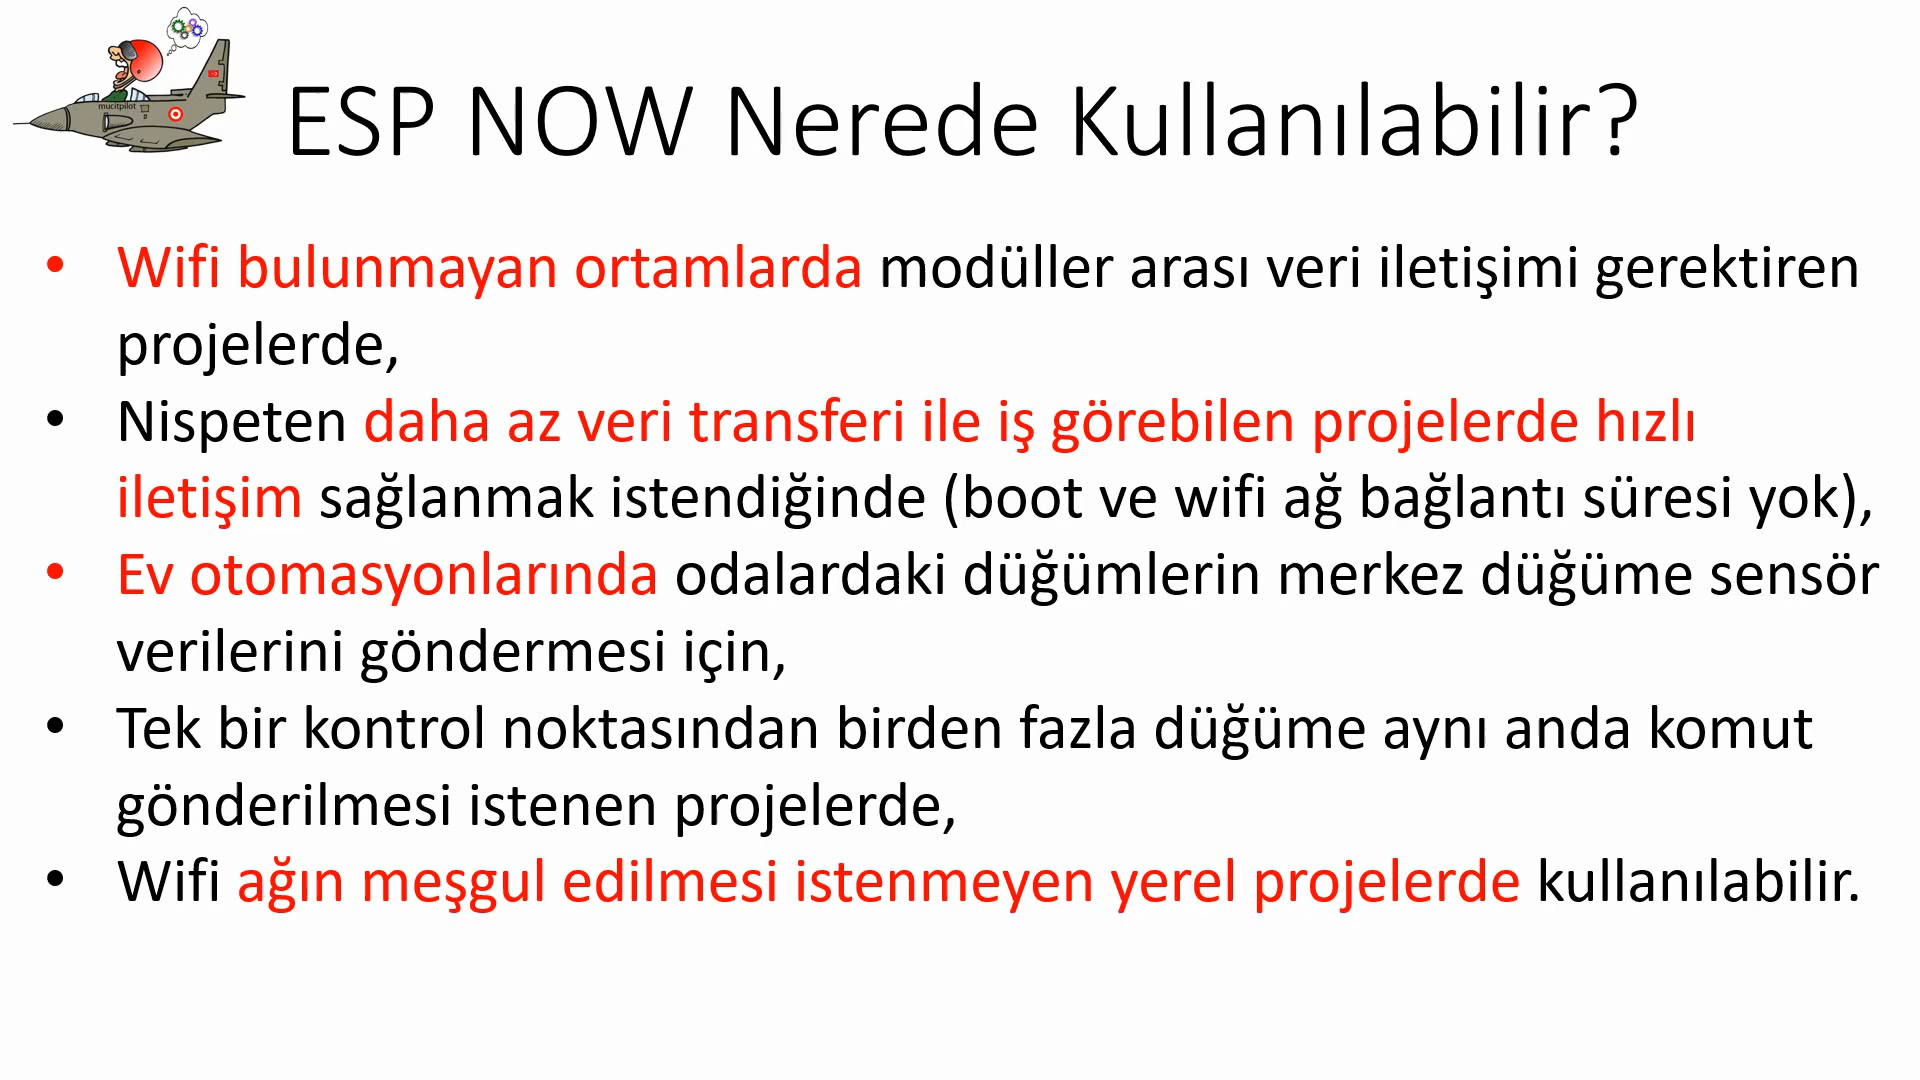 mucitpilot
ESP NOW Nerede Kullanılabilir?
• Wifi bulunmayan ortamlarda modüller arası veri iletişimi gerektiren
projelerde,
• Nispeten daha az veri transferi ile iş görebilen projelerde hızlı
iletişim sağlanmak istendiğinde (boot ve wifi ağ bağlantı süresi yok),
• Ev otomasyonlarında odalardaki düğümlerin merkez düğüme sensör
verilerini göndermesi için,
• Tek bir kontrol noktasından birden fazla düğüme aynı anda komut
gönderilmesi istenen projelerde,
• Wifi ağın meşgul edilmesi istenmeyen yerel projelerde kullanılabilir.